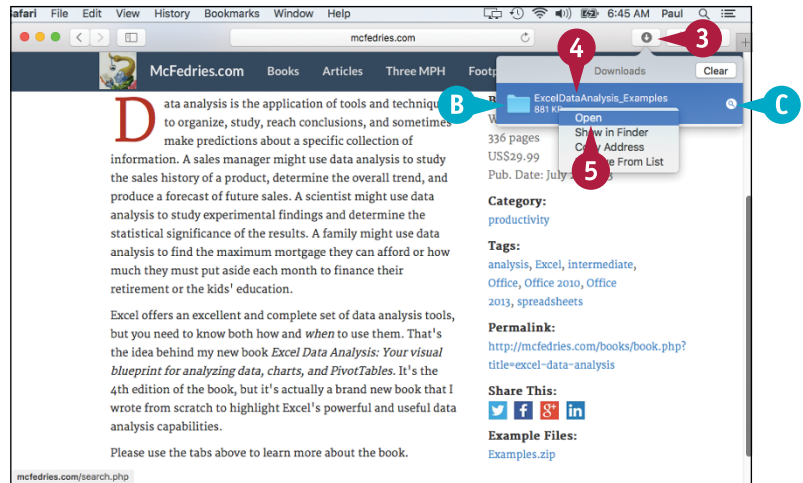 afari File Edit View History Bookmarks Window Help 6:45 AM Paul
mcfedries.com
3
4
McFedries.com Books Articles Three MPH
Downloads Clear
B
ExcelDataAnalysis_Examples
881 K
C
Open
Show in Finder
Address
From List
5
Data analysis is the application of tools and
to organize, study, reach conclusions, and sometimes
make predictions about a specific collection of
information. A sales manager might use data analysis to study
the sales history of a product, determine the overall trend, and
produce a forecast of future sales. A scientist might use data
analysis to study experimental findings and determine the
statistical significance of the results. A family might use data
analysis to find the maximum mortgage they can afford or how
much they must put aside each month to finance their
retirement or the kids' education.
Excel offers an excellent and complete set of data analysis tools,
but you need to know both how and when to use them. That's
the idea behind my new book Excel Data Analysis: Your visual
blueprint for analyzing data, charts, and PivotTables. It's the
4th edition of the book, but it's actually a brand new book that I
wrote from scratch to highlight Excel's powerful and useful data
analysis capabilities.
Please use the tabs above to learn more about the book.
336 pages
US$29.99
Pub. Date: July
Category:
productivity
Tags:
analysis, Excel, intermediate,
Office, Office 2010, Office
2013, spreadsheets
Permalink:
http://mcfedries.com/books/book.php?
title=excel-data-analysis
Share This:
Example Files:
Examples.zip
mcfedries.com/search.php